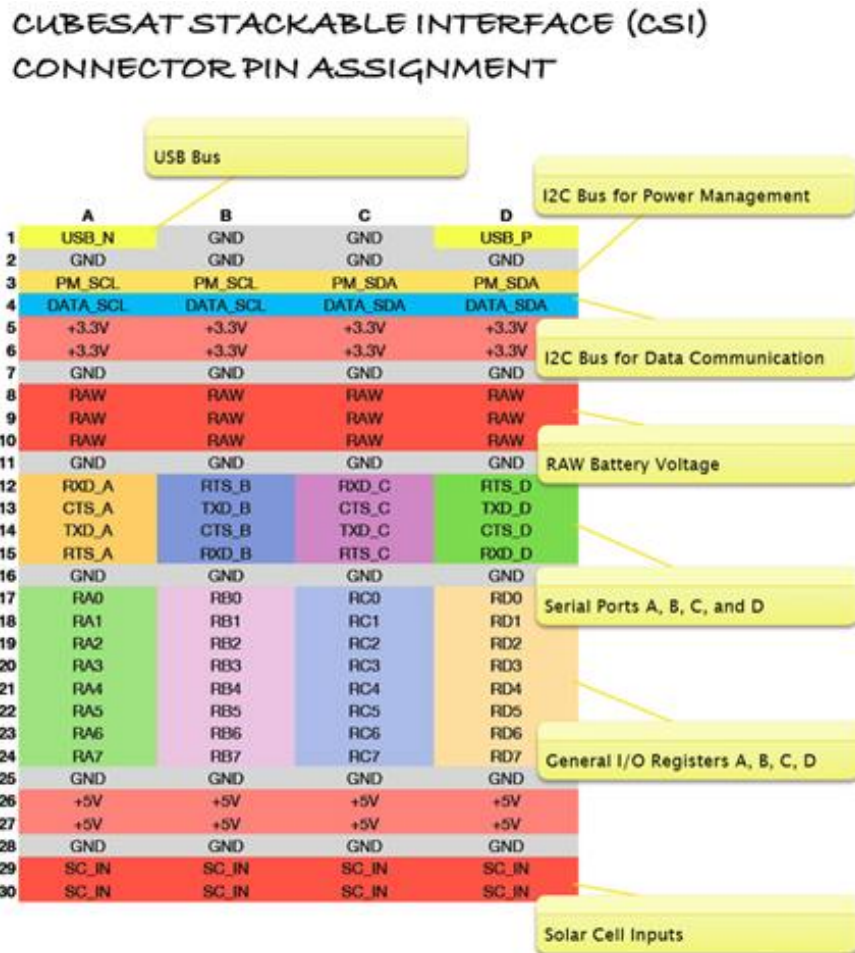 CUBESAT STACKABLE INTERFACE (CSI)
CONNECTOR PIN ASSIGNMENT
USB Bus
I2C Bus for Power Management
A B C D
1 USB_N GND GND USB_P
2 GND GND GND GND
3 PM_SCL PM_SCL PM_SDA PM_SDA
4 DATA_SCL DATA_SCL DATA_SDA DATA_SDA
5 +3.3V +3.3V +3.3V +3.3V
6 +3.3V +3.3V +3.3V +3.3V
I2C Bus for Data Communication
7 GND GND GND GND
8 RAW RAW RAW RAW
9 RAW RAW RAW RAW
10 RAW RAW RAW RAW
11 GND GND GND GND
RAW Battery Voltage
12 RXD_A RTS_B RXD_C RTS_D
13 CTS_A TXD_B CTS_C TXD_D
14 TXD_A CTS_B TXD_C CTS_D
15 RTS_A RXD_B RTS_C RXD_D
16 GND GND GND GND
17 RA0 RB0 RC0 RD0
Serial Ports A, B, C, and D
18 RA1 RB1 RC1 RD1
19 RA2 RB2 RC2 RD2
20 RA3 RB3 RC3 RD3
21 RA4 RB4 RC4 RD4
22 RA5 RB5 RC5 RD5
23 RA6 RB6 RC6 RD6
24 RA7 RB7 RC7 RD7
General I/O Registers A, B, C, D
25 GND GND GND GND
26 +5V +5V +5V +5V
27 +5V +5V +5V +5V
28 GND GND GND GND
29 SC_IN SC_IN SC_IN SC_IN
30 SC_IN SC_IN SC_IN SC_IN
Solar Cell Inputs